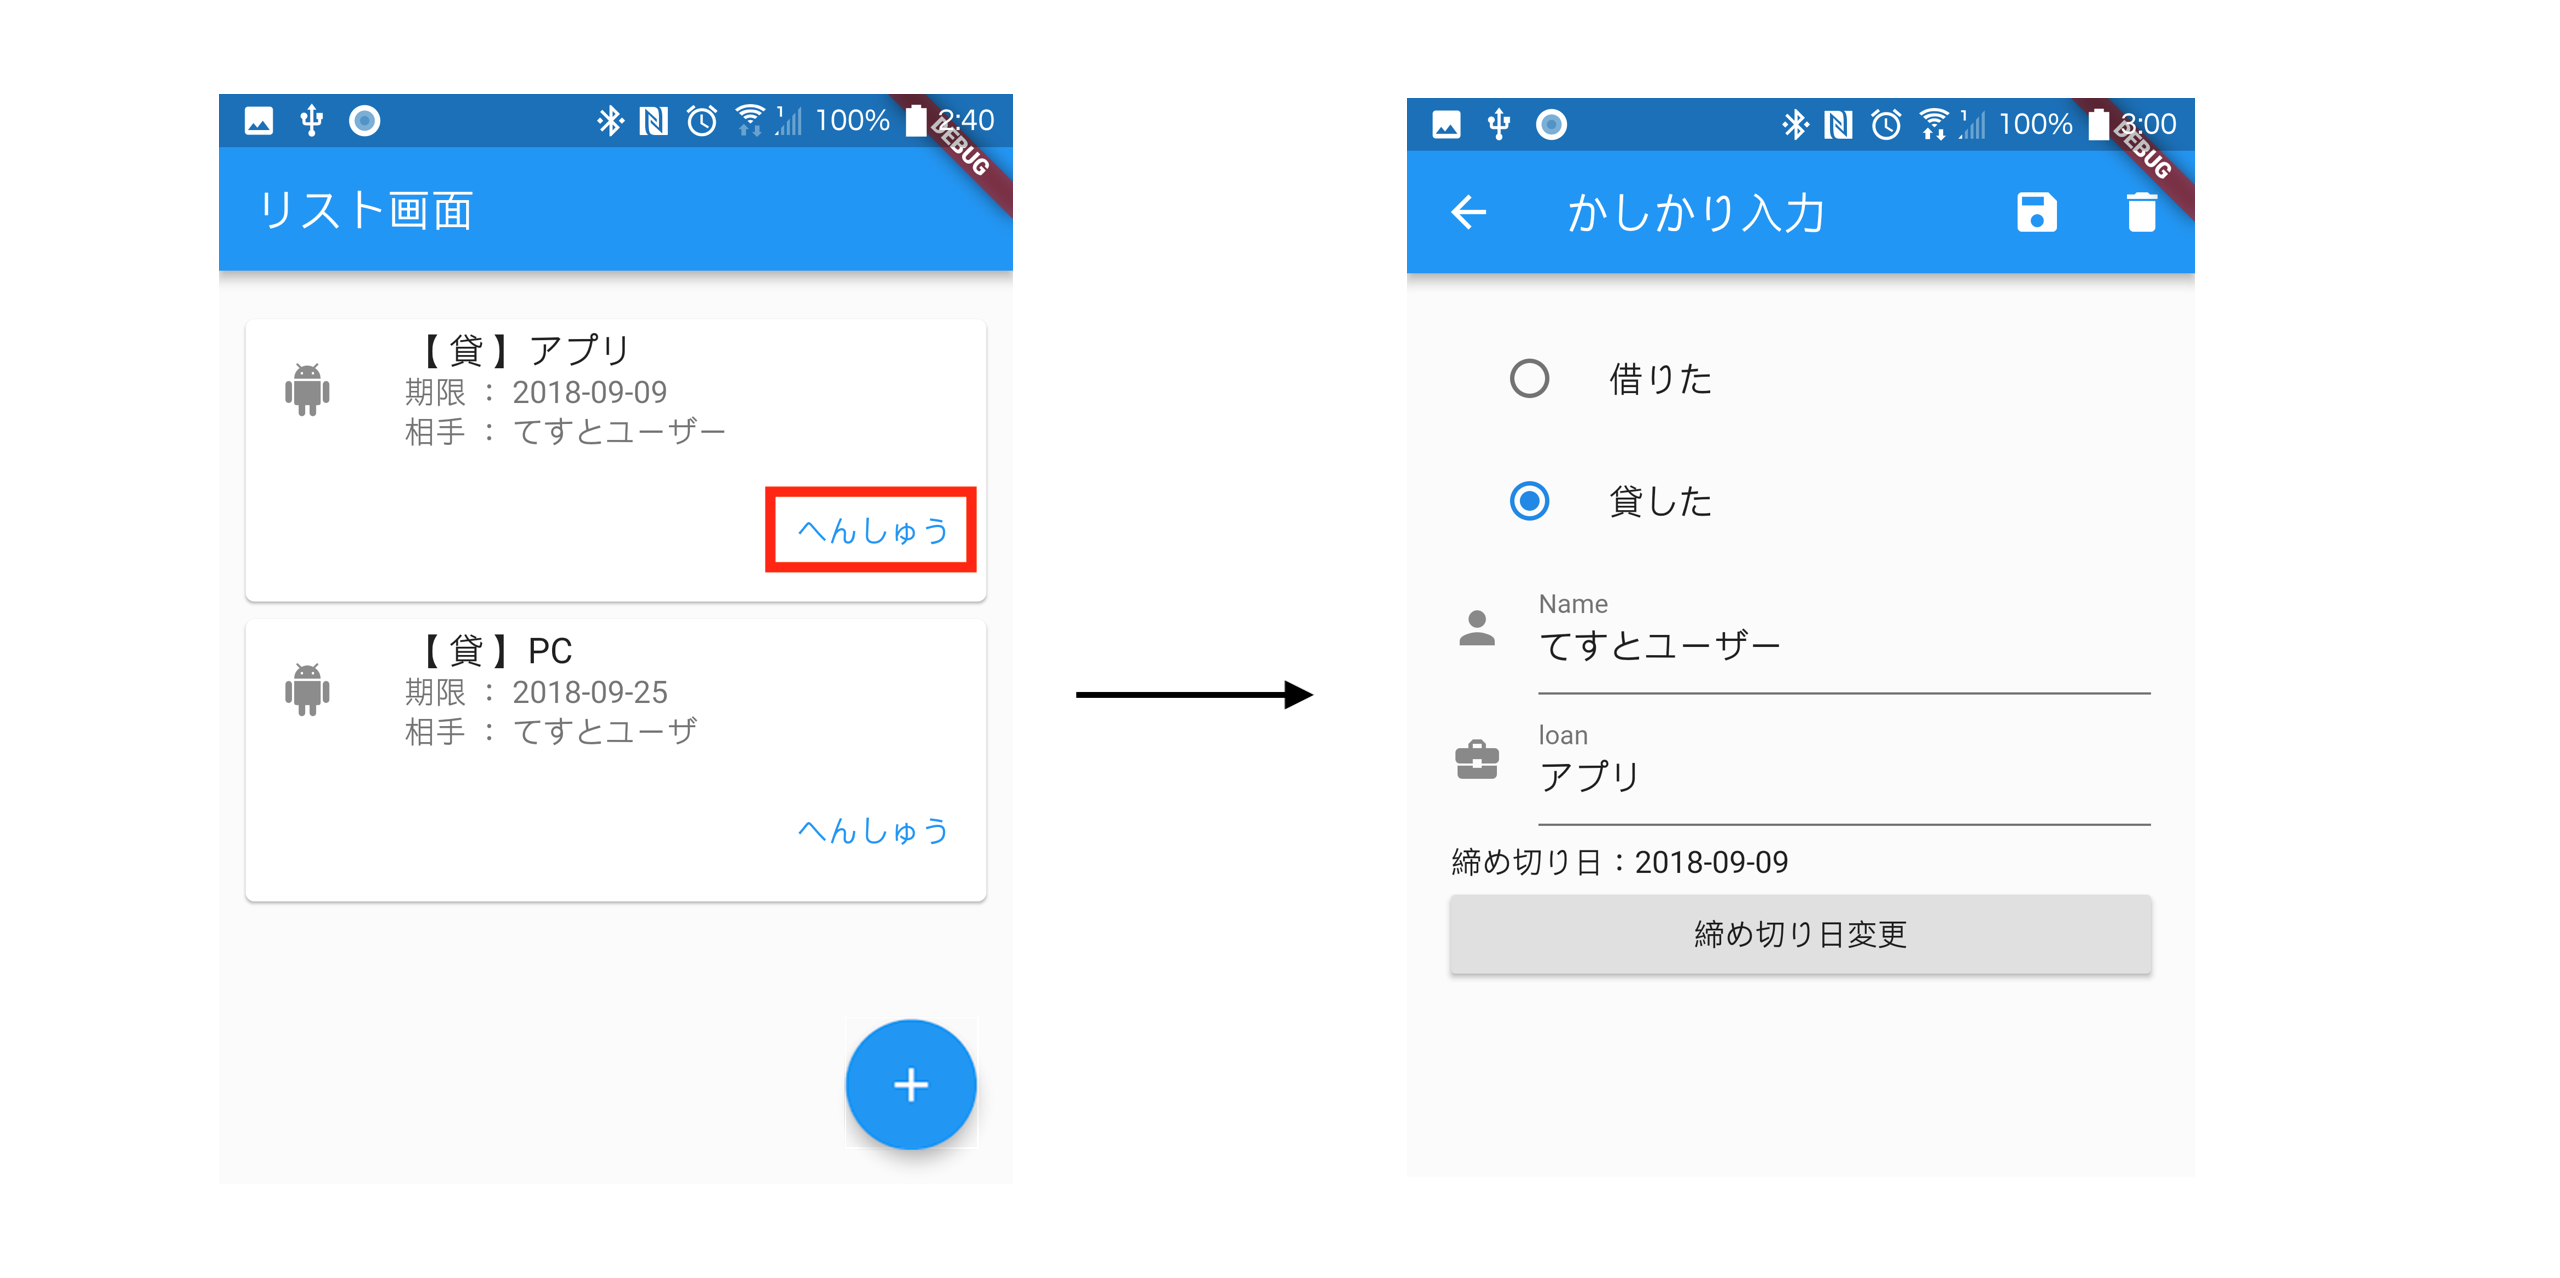 1 100% 2:40
DEBUG
リスト画面
【貸】アプリ
期限 : 2018-09-09
相手 : てすとユーザー
へんしゅう
【貸】PC
期限 : 2018-09-25
相手 : てすとユーザ
へんしゅう
1 100% 3:00
DEBUG
かしかり入力
借りた
貸した
Name
てすとユーザー
loan
アプリ
締め切り日：2018-09-09
締め切り日変更